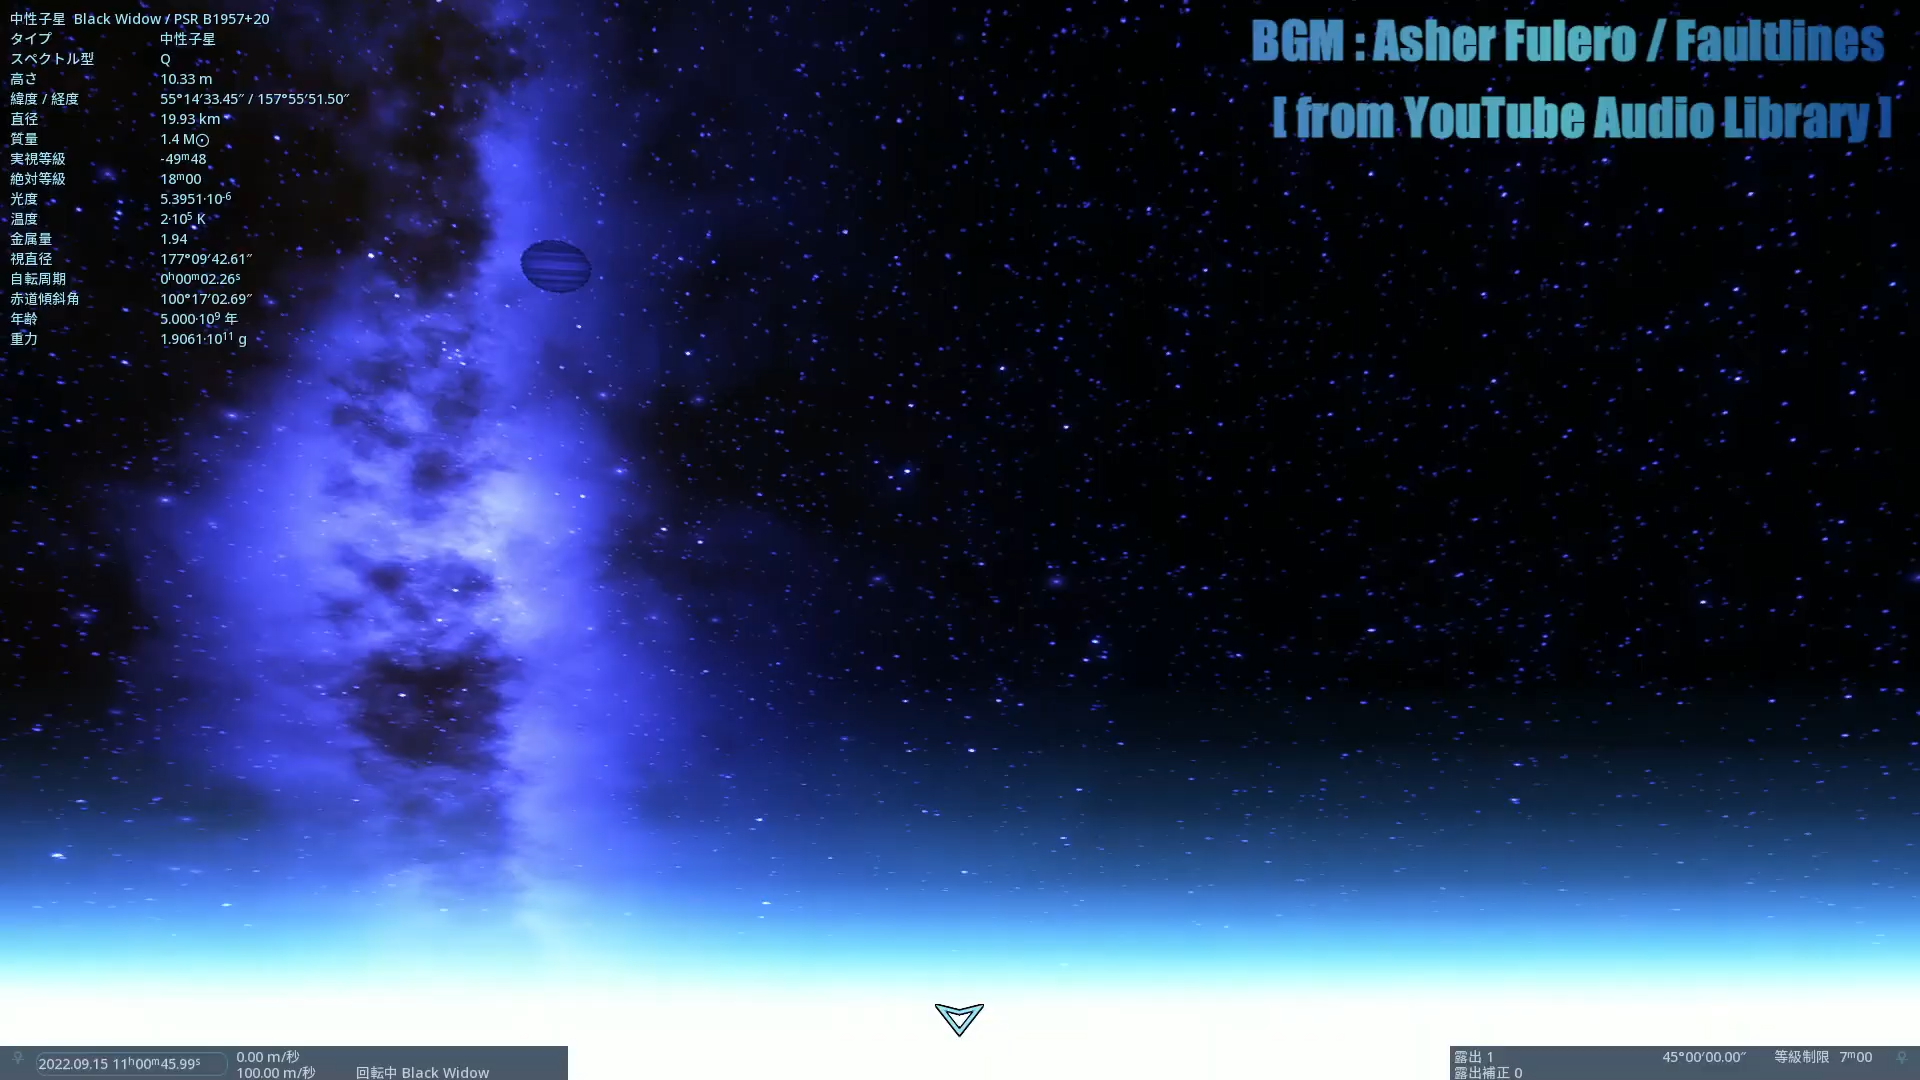 中性子星 Black Widow / PSR B1957+20
タイプ 中性子星
スペクトル型 Q
高さ 10.33 m
緯度 / 経度 55°14′33.45″ / 157°55′51.50″
直径 19.93 km
質量 1.4 M☉
実視等級 -49ᵐ48
絶対等級 18ᵐ00
光度 5.3951·10⁻⁶
温度 2·10⁵ K
金属量 1.94
視直径 177°09′42.61″
自転周期 0ʰ00ᵐ02.26ˢ
赤道傾斜角 100°17′02.69″
年齢 5.000·10⁹ 年
重力 1.9061·10¹¹ g
BGM : Asher Fulero / Faultlines
[ from YouTube Audio Library ]
2022.09.15 11ʰ00ᵐ45.99ˢ
0.00 m/秒
100.00 m/秒 回転中 Black Widow
露出 1 45°00′00.00″ 等級制限 7ᵐ00
露出補正 0